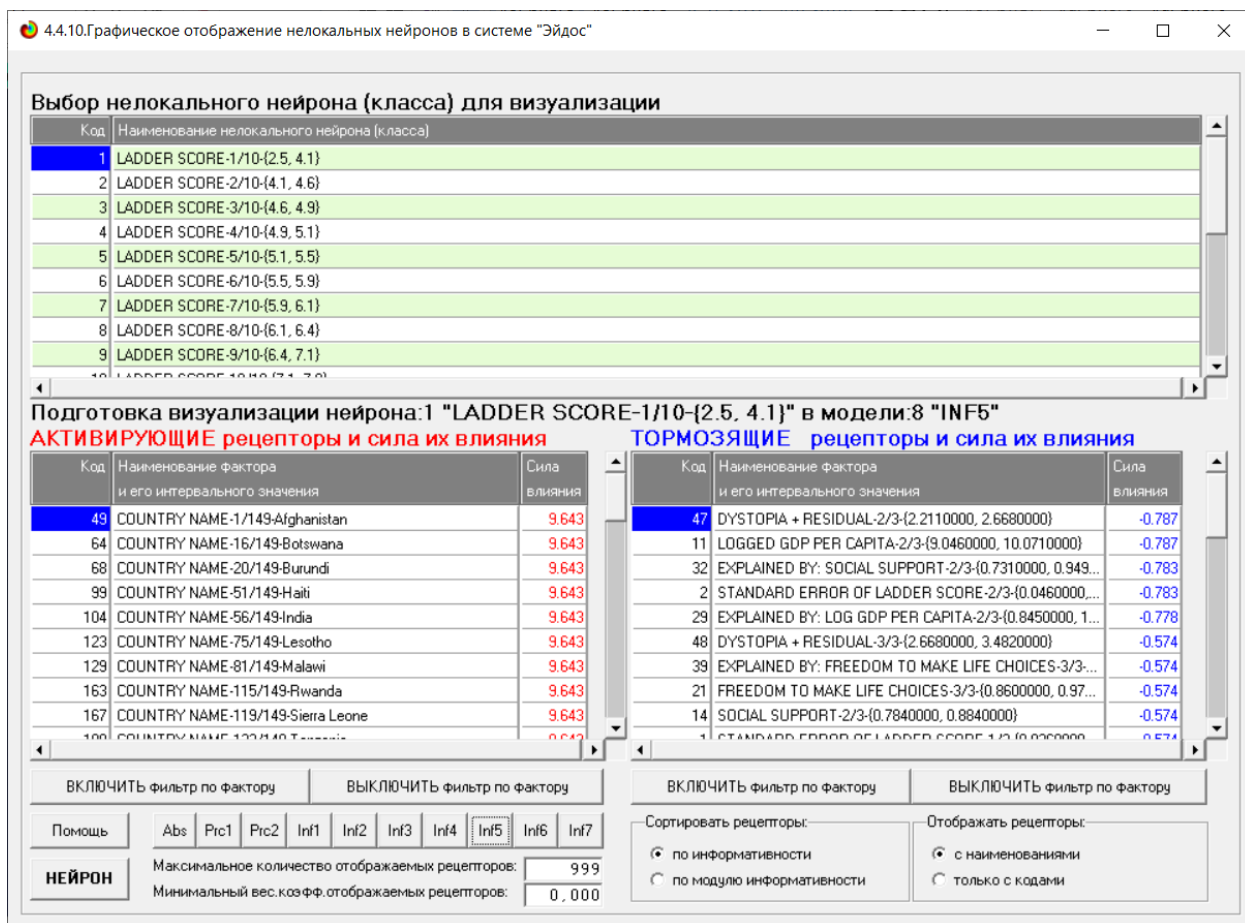 4.4.10.Графическое отображение нелокальных нейронов в системе "Эйдос"
Выбор нелокального нейрона (класса) для визуализации
Код Наименование нелокального нейрона (класса)
1 LADDER SCORE-1/10-{2.5, 4.1}
2 LADDER SCORE-2/10-{4.1, 4.6}
3 LADDER SCORE-3/10-{4.6, 4.9}
4 LADDER SCORE-4/10-{4.9, 5.1}
5 LADDER SCORE-5/10-{5.1, 5.5}
6 LADDER SCORE-6/10-{5.5, 5.9}
7 LADDER SCORE-7/10-{5.9, 6.1}
8 LADDER SCORE-8/10-{6.1, 6.4}
9 LADDER SCORE-9/10-{6.4, 7.1}
Подготовка визуализации нейрона:1 "LADDER SCORE-1/10-{2.5, 4.1}" в модели:8 "INF5"
АКТИВИРУЮЩИЕ рецепторы и сила их влияния
Код Наименование фактора и его интервального значения Сила влияния
49 COUNTRY NAME-1/149-Afghanistan 9.643
64 COUNTRY NAME-16/149-Botswana 9.643
68 COUNTRY NAME-20/149-Burundi 9.643
99 COUNTRY NAME-51/149-Haiti 9.643
104 COUNTRY NAME-56/149-India 9.643
123 COUNTRY NAME-75/149-Lesotho 9.643
129 COUNTRY NAME-81/149-Malawi 9.643
163 COUNTRY NAME-115/149-Rwanda 9.643
167 COUNTRY NAME-119/149-Sierra Leone 9.643
ТОРМОЗЯЩИЕ рецепторы и сила их влияния
Код Наименование фактора и его интервального значения Сила влияния
47 DYSTOPIA + RESIDUAL-2/3-{2.2110000, 2.6680000} -0.787
11 LOGGED GDP PER CAPITA-2/3-{9.0460000, 10.0710000} -0.787
32 EXPLAINED BY: SOCIAL SUPPORT-2/3-{0.7310000, 0.949... -0.783
2 STANDARD ERROR OF LADDER SCORE-2/3-{0.0460000,... -0.783
29 EXPLAINED BY: LOG GDP PER CAPITA-2/3-{0.8450000, 1... -0.778
48 DYSTOPIA + RESIDUAL-3/3-{2.6680000, 3.4820000} -0.574
39 EXPLAINED BY: FREEDOM TO MAKE LIFE CHOICES-3/3-... -0.574
21 FREEDOM TO MAKE LIFE CHOICES-3/3-{0.8600000, 0.97... -0.574
14 SOCIAL SUPPORT-2/3-{0.7840000, 0.8840000} -0.574
ВКЛЮЧИТЬ фильтр по фактору ВЫКЛЮЧИТЬ фильтр по фактору
ВКЛЮЧИТЬ фильтр по фактору ВЫКЛЮЧИТЬ фильтр по фактору
Помощь Abs Prc1 Prc2 Inf1 Inf2 Inf3 Inf4 Inf5 Inf6 Inf7
НЕЙРОН
Максимальное количество отображаемых рецепторов: 999
Минимальный вес.коэфф.отображаемых рецепторов: 0,000
Сортировать рецепторы:
по информативности
по модулю информативности
Отображать рецепторы:
с наименованиями
только с кодами